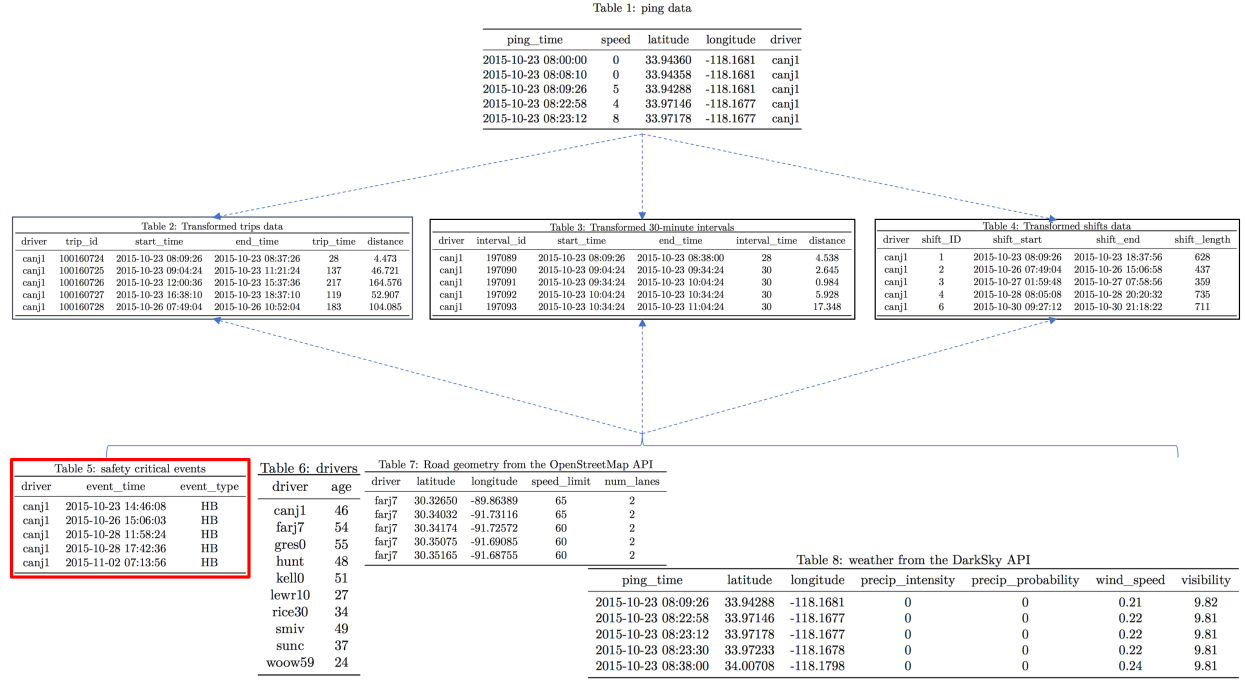 Table 1: ping data
ping_time speed latitude longitude driver
2015-10-23 08:00:00 0 33.94360 -118.1681 canj1
2015-10-23 08:08:10 0 33.94358 -118.1681 canj1
2015-10-23 08:09:26 5 33.94288 -118.1681 canj1
2015-10-23 08:22:58 4 33.97146 -118.1677 canj1
2015-10-23 08:23:12 8 33.97178 -118.1677 canj1
Table 2: Transformed trips data
driver trip_id start_time end_time trip_time distance
canj1 100160724 2015-10-23 08:09:26 2015-10-23 08:37:26 28 4.473
canj1 100160725 2015-10-23 09:04:24 2015-10-23 11:21:24 137 46.721
canj1 100160726 2015-10-23 12:00:36 2015-10-23 15:37:36 217 164.576
canj1 100160727 2015-10-23 16:38:10 2015-10-23 18:37:10 119 52.907
canj1 100160728 2015-10-26 07:49:04 2015-10-26 10:52:04 183 104.085
Table 3: Transformed 30-minute intervals
driver interval_id start_time end_time interval_time distance
canj1 197089 2015-10-23 08:09:26 2015-10-23 08:38:00 28 4.538
canj1 197090 2015-10-23 09:04:24 2015-10-23 09:34:24 30 2.645
canj1 197091 2015-10-23 09:34:24 2015-10-23 10:04:24 30 0.984
canj1 197092 2015-10-23 10:04:24 2015-10-23 10:34:24 30 5.928
canj1 197093 2015-10-23 10:34:24 2015-10-23 11:04:24 30 17.348
Table 4: Transformed shifts data
driver shift_ID shift_start shift_end shift_length
canj1 1 2015-10-23 08:09:26 2015-10-23 18:37:56 628
canj1 2 2015-10-26 07:49:04 2015-10-26 15:06:58 437
canj1 3 2015-10-27 01:59:48 2015-10-27 07:58:56 359
canj1 4 2015-10-28 08:05:08 2015-10-28 20:20:32 735
canj1 6 2015-10-30 09:27:12 2015-10-30 21:18:22 711
Table 5: safety critical events
driver event_time event_type
canj1 2015-10-23 14:46:08 HB
canj1 2015-10-26 15:06:03 HB
canj1 2015-10-28 11:58:24 HB
canj1 2015-10-28 17:42:36 HB
canj1 2015-11-02 07:13:56 HB
Table 6: drivers
driver age
canj1 46
farj7 54
gres0 55
hunt 48
kell0 51
lewr10 27
rice30 34
smiv 49
sunc 37
woow59 24
Table 7: Road geometry from the OpenStreetMap API
driver latitude longitude speed_limit num_lanes
farj7 30.32650 -89.86389 65 2
farj7 30.34032 -91.73116 65 2
farj7 30.34174 -91.72572 60 2
farj7 30.35075 -91.69085 60 2
farj7 30.35165 -91.68755 60 2
Table 8: weather from the DarkSky API
ping_time latitude longitude precip_intensity precip_probability wind_speed visibility
2015-10-23 08:09:26 33.94288 -118.1681 0 0 0.21 9.82
2015-10-23 08:22:58 33.97146 -118.1677 0 0 0.22 9.81
2015-10-23 08:23:12 33.97178 -118.1677 0 0 0.22 9.81
2015-10-23 08:23:30 33.97233 -118.1678 0 0 0.22 9.81
2015-10-23 08:38:00 34.00708 -118.1798 0 0 0.24 9.81